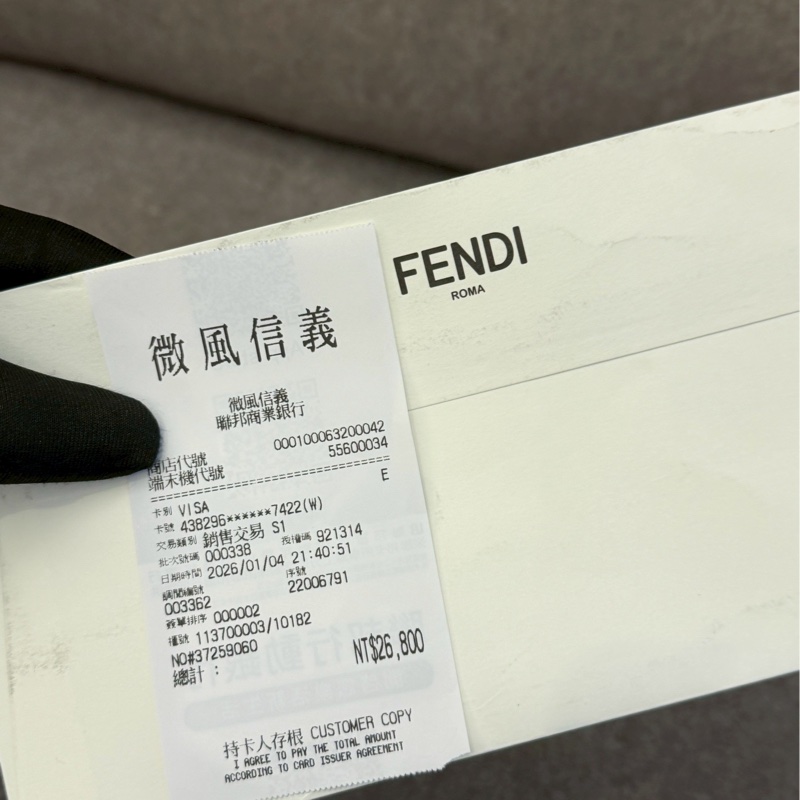 FENDI
ROMA
微風信義
微風信義
聯邦商業銀行
商店代號 000100063200042
端末機代號 55600034
E
卡別 VISA
卡號 438296******7422(W)
交易類別 銷售交易 S1
批次號碼 000338 授權碼 921314
日期時間 2026/01/04 21:40:51
調閱編號 序號
003362 22006791
簽單排序 000002
櫃號 113700003/10182
NO#37259060
總計： NT$26,800
持卡人存根 CUSTOMER COPY
I AGREE TO PAY THE TOTAL AMOUNT
ACCORDING TO CARD ISSUER AGREEMENT